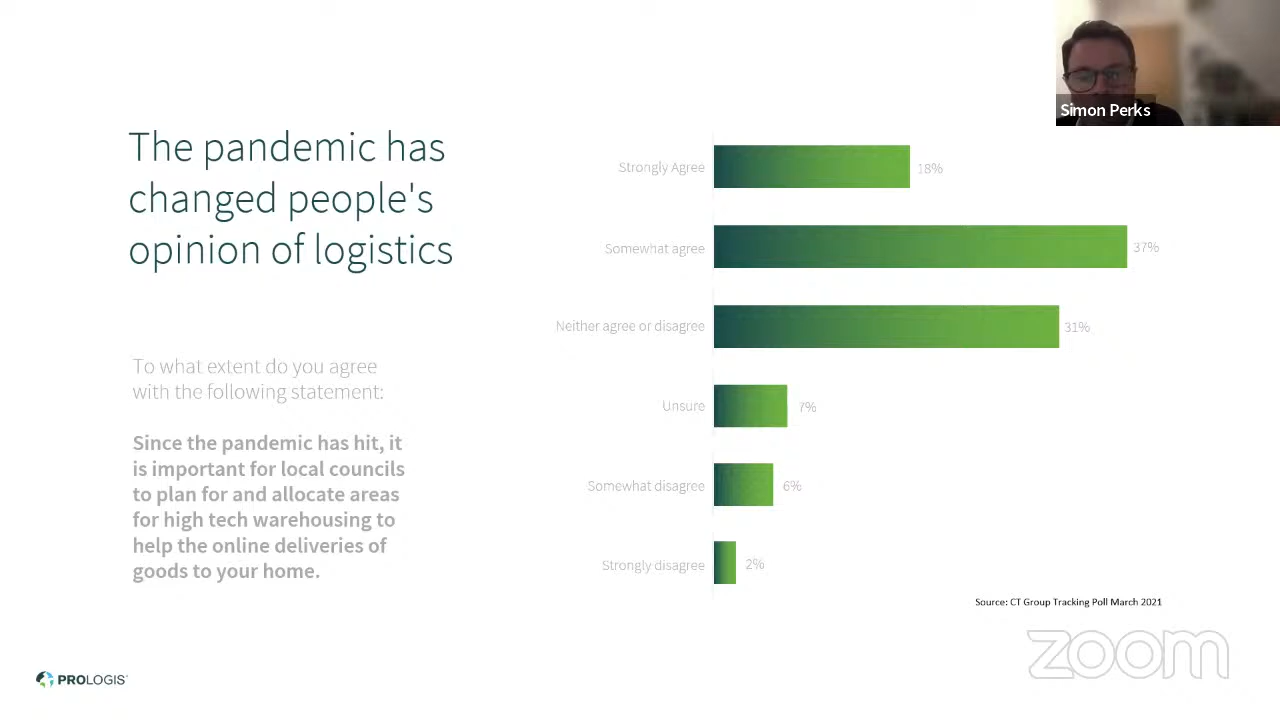 Simon Perks
The pandemic has
changed people's
opinion of logistics
To what extent do you agree
with the following statement:
Since the pandemic has hit, it
is important for local councils
to plan for and allocate areas
for high tech warehousing to
help the online deliveries of
goods to your home.
Strongly Agree 18%
Somewhat agree 37%
Neither agree or disagree 31%
Unsure 7%
Somewhat disagree 6%
Strongly disagree 2%
Source: CT Group Tracking Poll March 2021
zoom
PROLOGIS